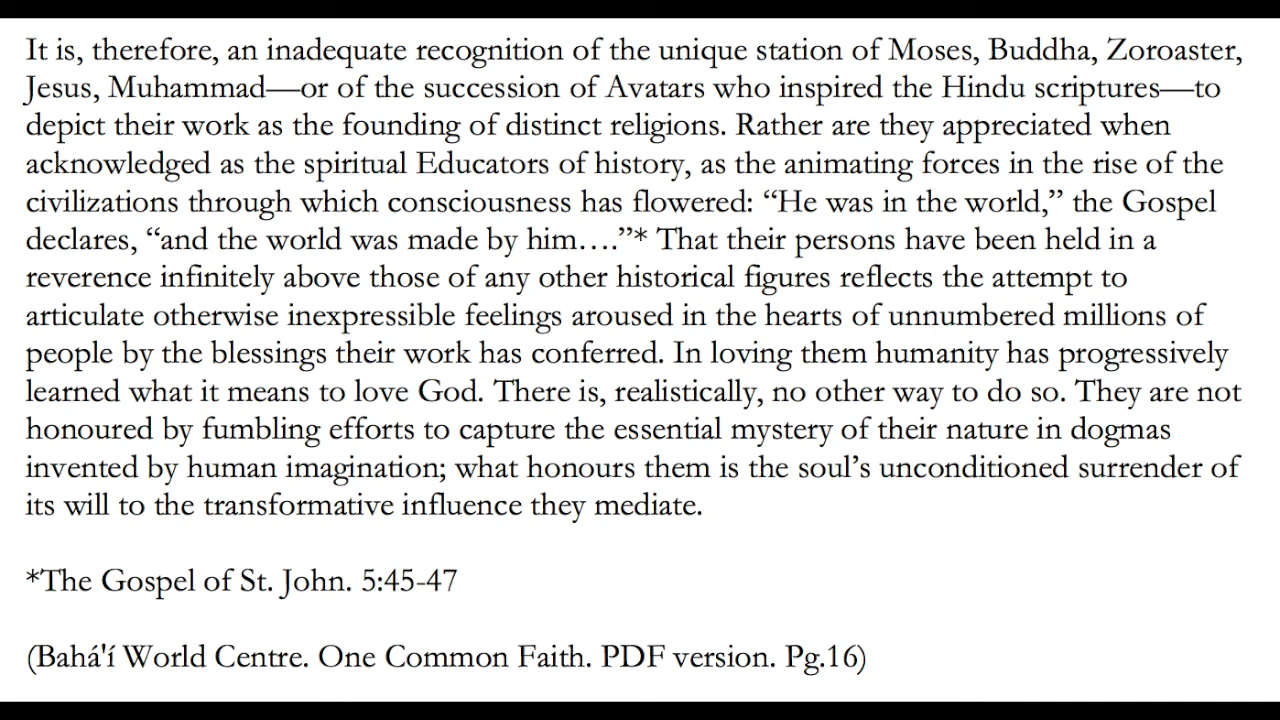 It is, therefore, an inadequate recognition of the unique station of Moses, Buddha, Zoroaster,
Jesus, Muhammad—or of the succession of Avatars who inspired the Hindu scriptures—to
depict their work as the founding of distinct religions. Rather are they appreciated when
acknowledged as the spiritual Educators of history, as the animating forces in the rise of the
civilizations through which consciousness has flowered: “He was in the world,” the Gospel
declares, “and the world was made by him….”* That their persons have been held in a
reverence infinitely above those of any other historical figures reflects the attempt to
articulate otherwise inexpressible feelings aroused in the hearts of unnumbered millions of
people by the blessings their work has conferred. In loving them humanity has progressively
learned what it means to love God. There is, realistically, no other way to do so. They are not
honoured by fumbling efforts to capture the essential mystery of their nature in dogmas
invented by human imagination; what honours them is the soul’s unconditioned surrender of
its will to the transformative influence they mediate.
*The Gospel of St. John. 5:45-47
(Bahá'í World Centre. One Common Faith. PDF version. Pg.16)